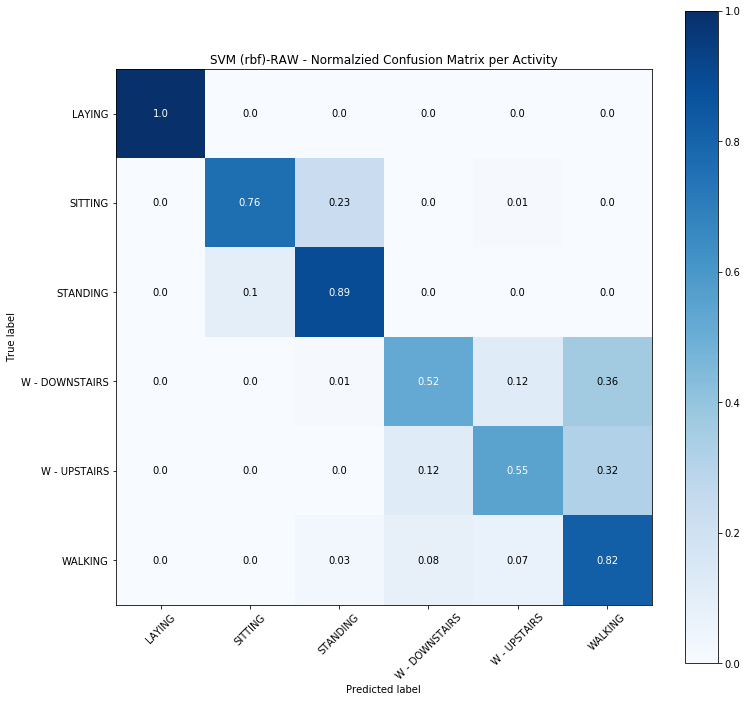 SVM (rbf)-RAW - Normalzied Confusion Matrix per Activity
1.0
0.8
0.6
0.4
0.2
0.0
True label
LAYING 1.0 0.0 0.0 0.0 0.0 0.0
SITTING 0.0 0.76 0.23 0.0 0.01 0.0
STANDING 0.0 0.1 0.89 0.0 0.0 0.0
W - DOWNSTAIRS 0.0 0.0 0.01 0.52 0.12 0.36
W - UPSTAIRS 0.0 0.0 0.0 0.12 0.55 0.32
WALKING 0.0 0.0 0.03 0.08 0.07 0.82
LAYING SITTING STANDING W - DOWNSTAIRS W - UPSTAIRS WALKING
Predicted label